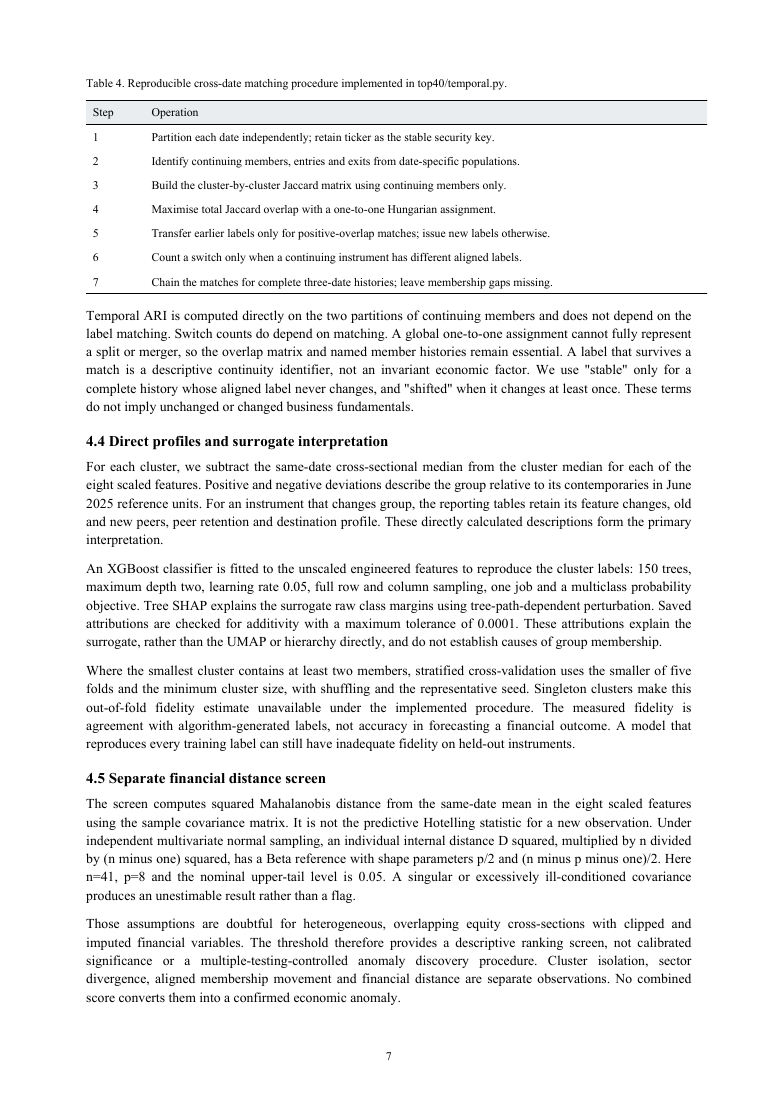 Table 4. Reproducible cross-date matching procedure implemented in top40/temporal.py.
Step Operation
1 Partition each date independently; retain ticker as the stable security key.
2 Identify continuing members, entries and exits from date-specific populations.
3 Build the cluster-by-cluster Jaccard matrix using continuing members only.
4 Maximise total Jaccard overlap with a one-to-one Hungarian assignment.
5 Transfer earlier labels only for positive-overlap matches; issue new labels otherwise.
6 Count a switch only when a continuing instrument has different aligned labels.
7 Chain the matches for complete three-date histories; leave membership gaps missing.
Temporal ARI is computed directly on the two partitions of continuing members and does not depend on the
label matching. Switch counts do depend on matching. A global one-to-one assignment cannot fully represent
a split or merger, so the overlap matrix and named member histories remain essential. A label that survives a
match is a descriptive continuity identifier, not an invariant economic factor. We use "stable" only for a
complete history whose aligned label never changes, and "shifted" when it changes at least once. These terms
do not imply unchanged or changed business fundamentals.
4.4 Direct profiles and surrogate interpretation
For each cluster, we subtract the same-date cross-sectional median from the cluster median for each of the
eight scaled features. Positive and negative deviations describe the group relative to its contemporaries in June
2025 reference units. For an instrument that changes group, the reporting tables retain its feature changes, old
and new peers, peer retention and destination profile. These directly calculated descriptions form the primary
interpretation.
An XGBoost classifier is fitted to the unscaled engineered features to reproduce the cluster labels: 150 trees,
maximum depth two, learning rate 0.05, full row and column sampling, one job and a multiclass probability
objective. Tree SHAP explains the surrogate raw class margins using tree-path-dependent perturbation. Saved
attributions are checked for additivity with a maximum tolerance of 0.0001. These attributions explain the
surrogate, rather than the UMAP or hierarchy directly, and do not establish causes of group membership.
Where the smallest cluster contains at least two members, stratified cross-validation uses the smaller of five
folds and the minimum cluster size, with shuffling and the representative seed. Singleton clusters make this
out-of-fold fidelity estimate unavailable under the implemented procedure. The measured fidelity is
agreement with algorithm-generated labels, not accuracy in forecasting a financial outcome. A model that
reproduces every training label can still have inadequate fidelity on held-out instruments.
4.5 Separate financial distance screen
The screen computes squared Mahalanobis distance from the same-date mean in the eight scaled features
using the sample covariance matrix. It is not the predictive Hotelling statistic for a new observation. Under
independent multivariate normal sampling, an individual internal distance D squared, multiplied by n divided
by (n minus one) squared, has a Beta reference with shape parameters p/2 and (n minus p minus one)/2. Here
n=41, p=8 and the nominal upper-tail level is 0.05. A singular or excessively ill-conditioned covariance
produces an unestimable result rather than a flag.
Those assumptions are doubtful for heterogeneous, overlapping equity cross-sections with clipped and
imputed financial variables. The threshold therefore provides a descriptive ranking screen, not calibrated
significance or a multiple-testing-controlled anomaly discovery procedure. Cluster isolation, sector
divergence, aligned membership movement and financial distance are separate observations. No combined
score converts them into a confirmed economic anomaly.
7